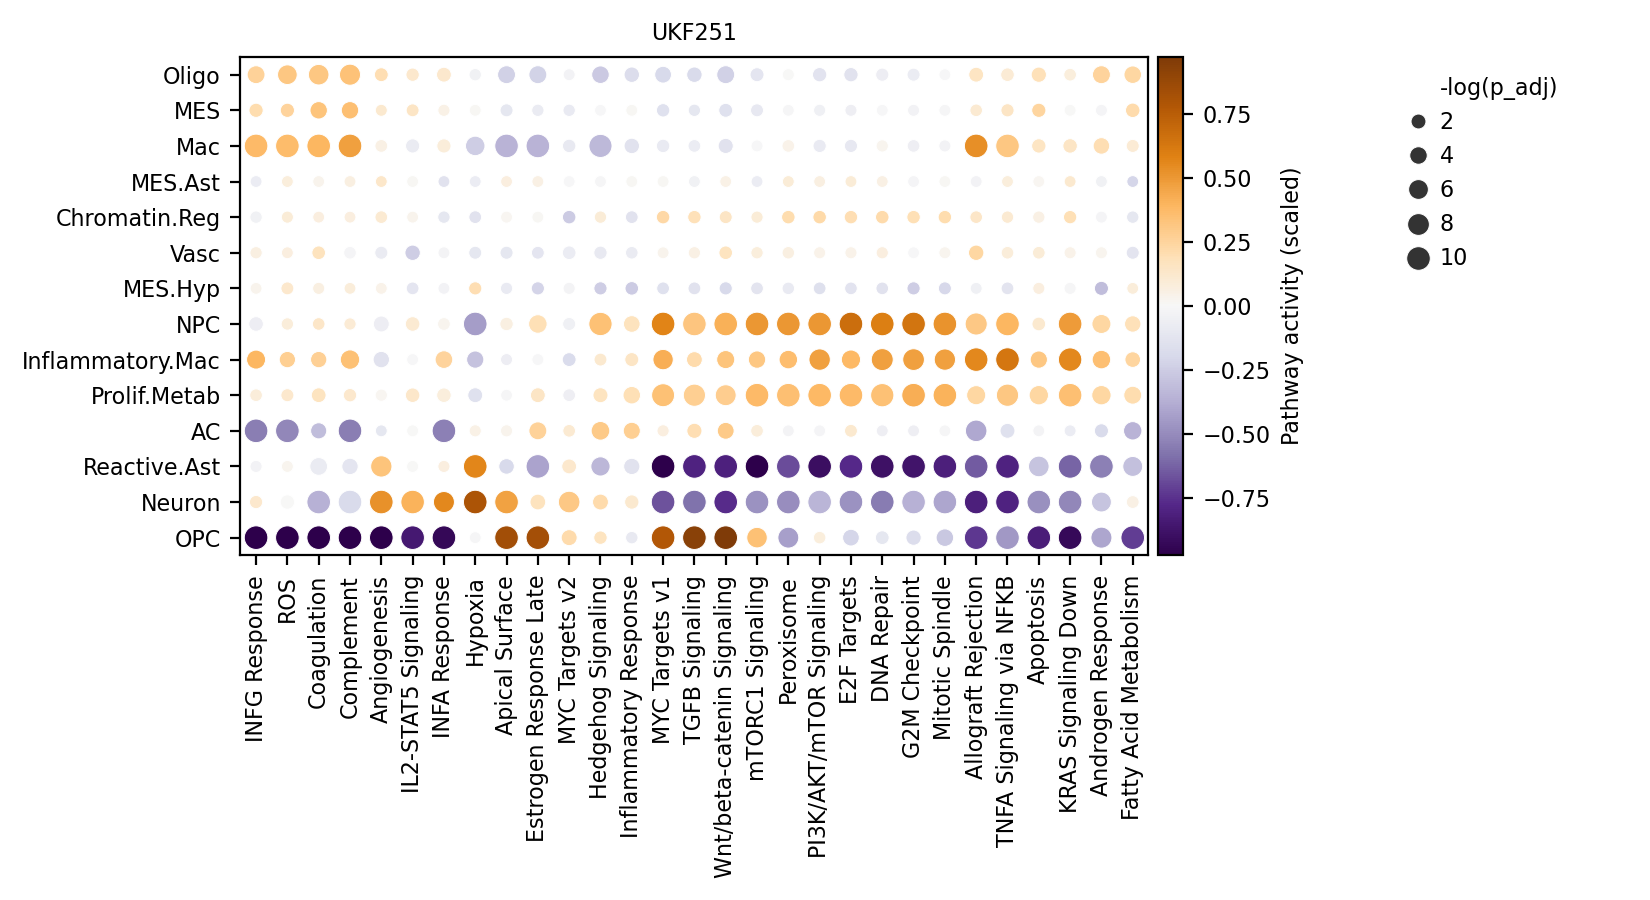 UKF251
Oligo
MES
Mac
MES.Ast
Chromatin.Reg
Vasc
MES.Hyp
NPC
Inflammatory.Mac
Prolif.Metab
AC
Reactive.Ast
Neuron
OPC
INFG Response
ROS
Coagulation
Complement
Angiogenesis
IL2-STAT5 Signaling
INFA Response
Hypoxia
Apical Surface
Estrogen Response Late
MYC Targets v2
Hedgehog Signaling
Inflammatory Response
MYC Targets v1
TGFB Signaling
Wnt/beta-catenin Signaling
mTORC1 Signaling
Peroxisome
PI3K/AKT/mTOR Signaling
E2F Targets
DNA Repair
G2M Checkpoint
Mitotic Spindle
Allograft Rejection
TNFA Signaling via NFKB
Apoptosis
KRAS Signaling Down
Androgen Response
Fatty Acid Metabolism
0.75
0.50
0.25
0.00
−0.25
−0.50
−0.75
Pathway activity (scaled)
-log(p_adj)
2
4
6
8
10